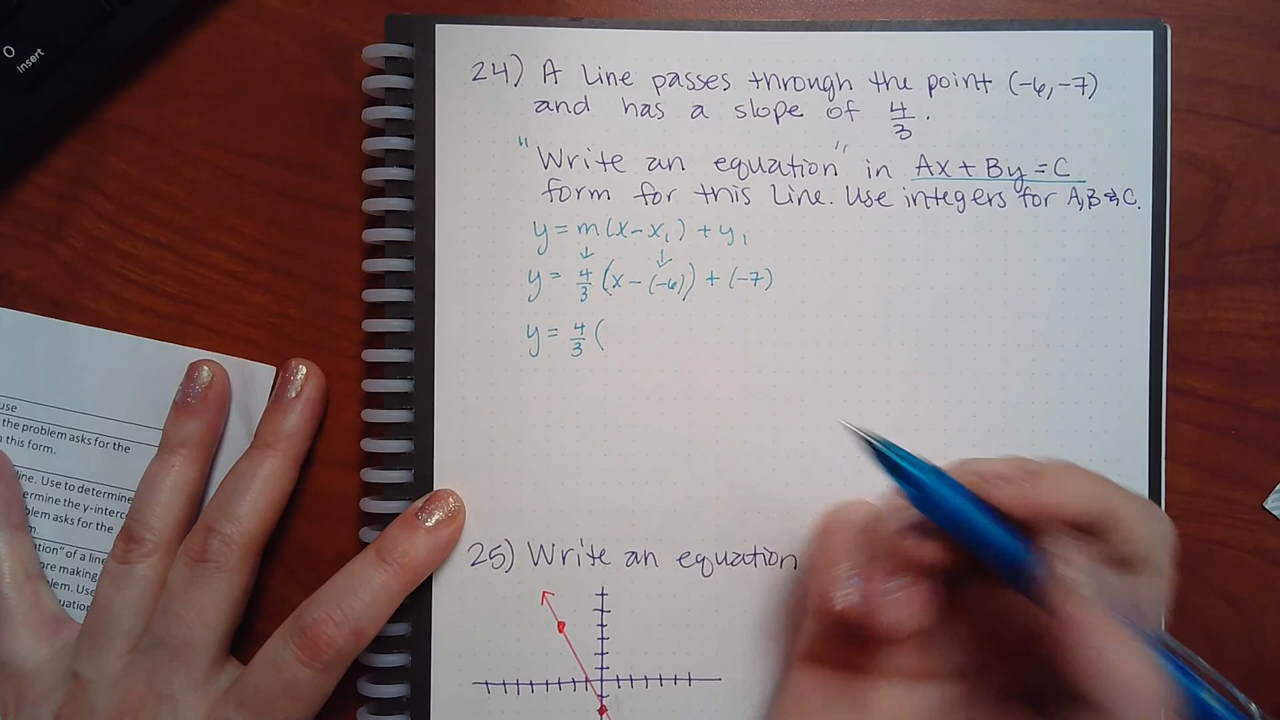 O
Insert
24) A Line passes through the point (-6,-7)
and has a slope of 4/3.
"Write an equation" in Ax + By = C
form for this Line. Use integers for A, B & C.
y = m(x-x₁) + y₁
↓ ↓
y = 4/3 (x - (-6)) + (-7)
y = 4/3 (
use
the problem asks for the
this form.
line. Use to determine
ermine the y-interc
blem asks for the
m.
ation" of a line
ore making
lem. Use
quation
25) Write an equation